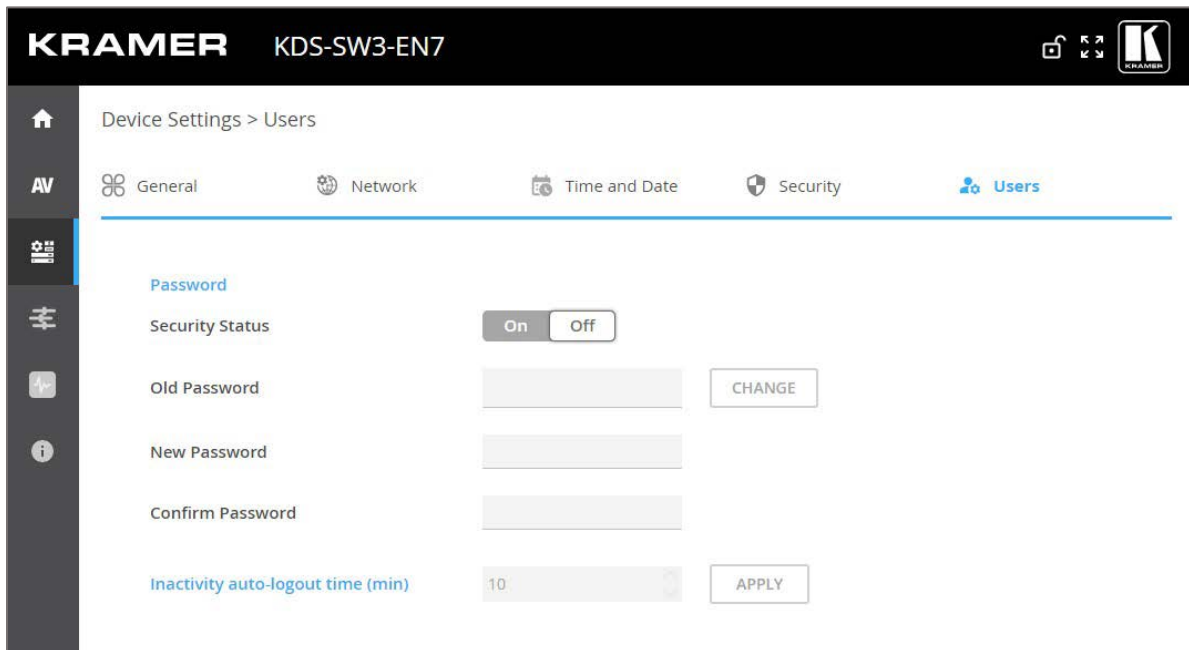 KRAMER KDS-SW3-EN7
KRAMER
Device Settings > Users
AV
General Network Time and Date Security Users
Password
Security Status On Off
Old Password CHANGE
New Password
Confirm Password
Inactivity auto-logout time (min) 10 APPLY